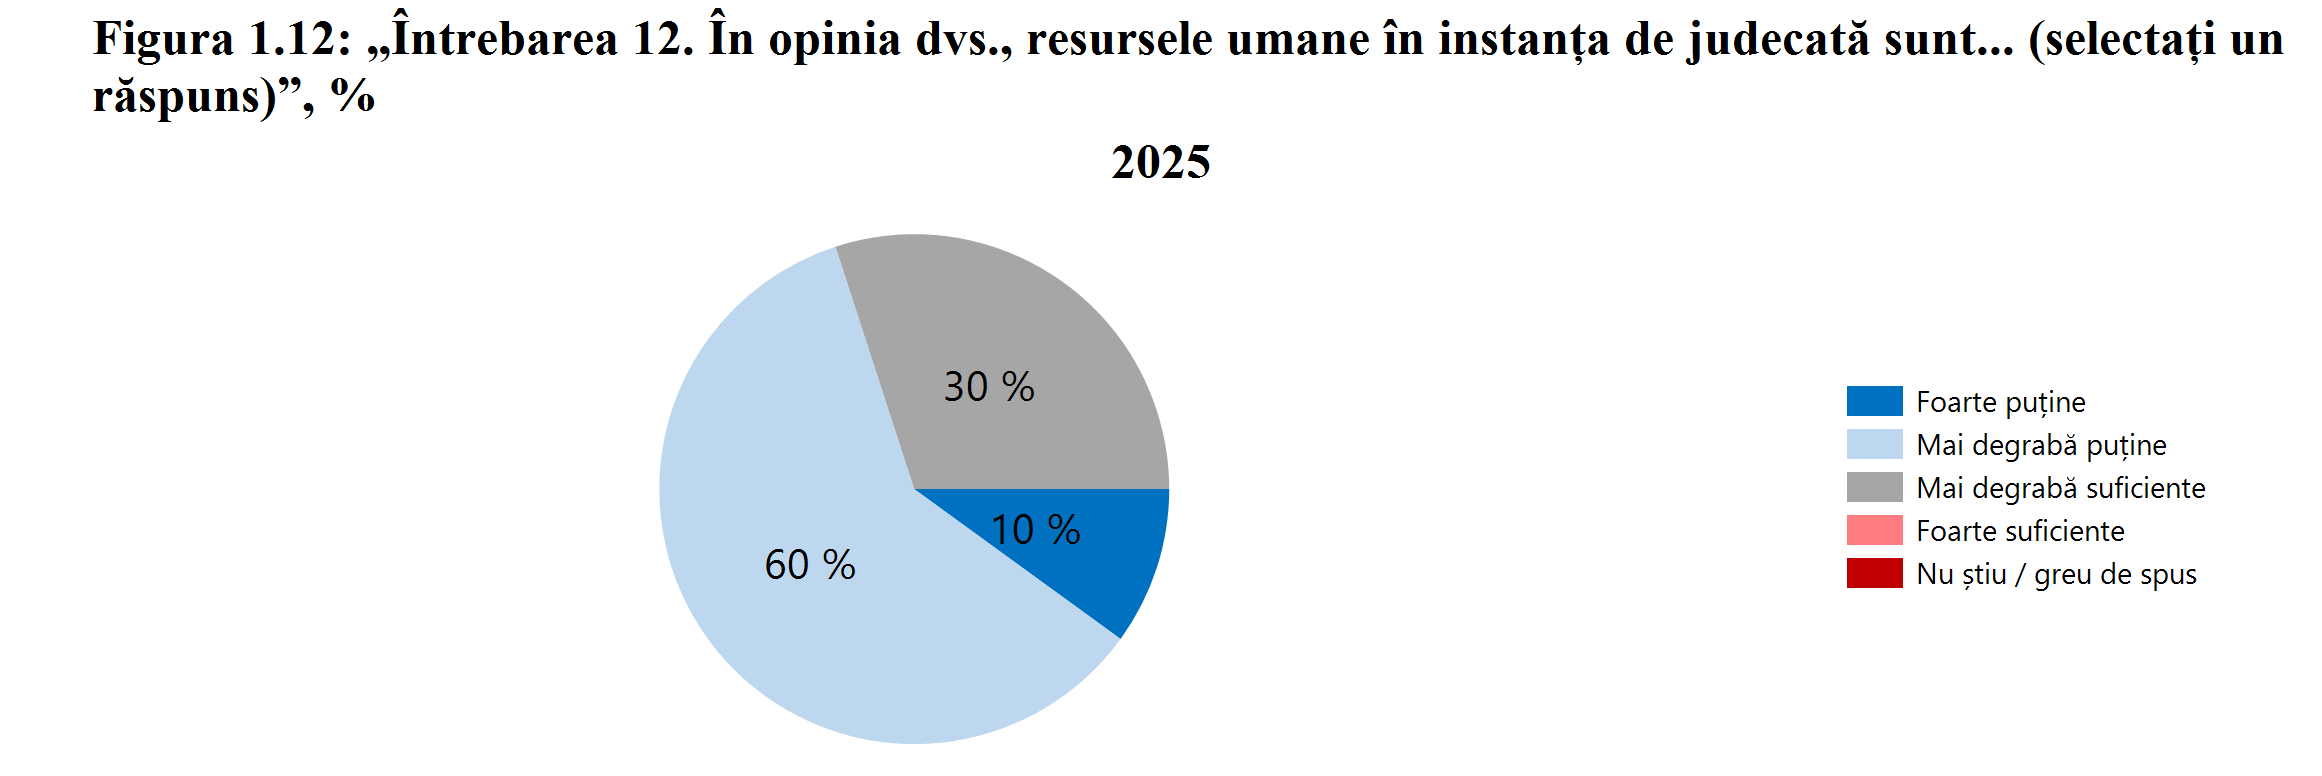 Figura 1.12: „Întrebarea 12. În opinia dvs., resursele umane în instanța de judecată sunt... (selectați un
răspuns)”, %
2025
30 %
10 %
60 %
Foarte puține
Mai degrabă puține
Mai degrabă suficiente
Foarte suficiente
Nu știu / greu de spus